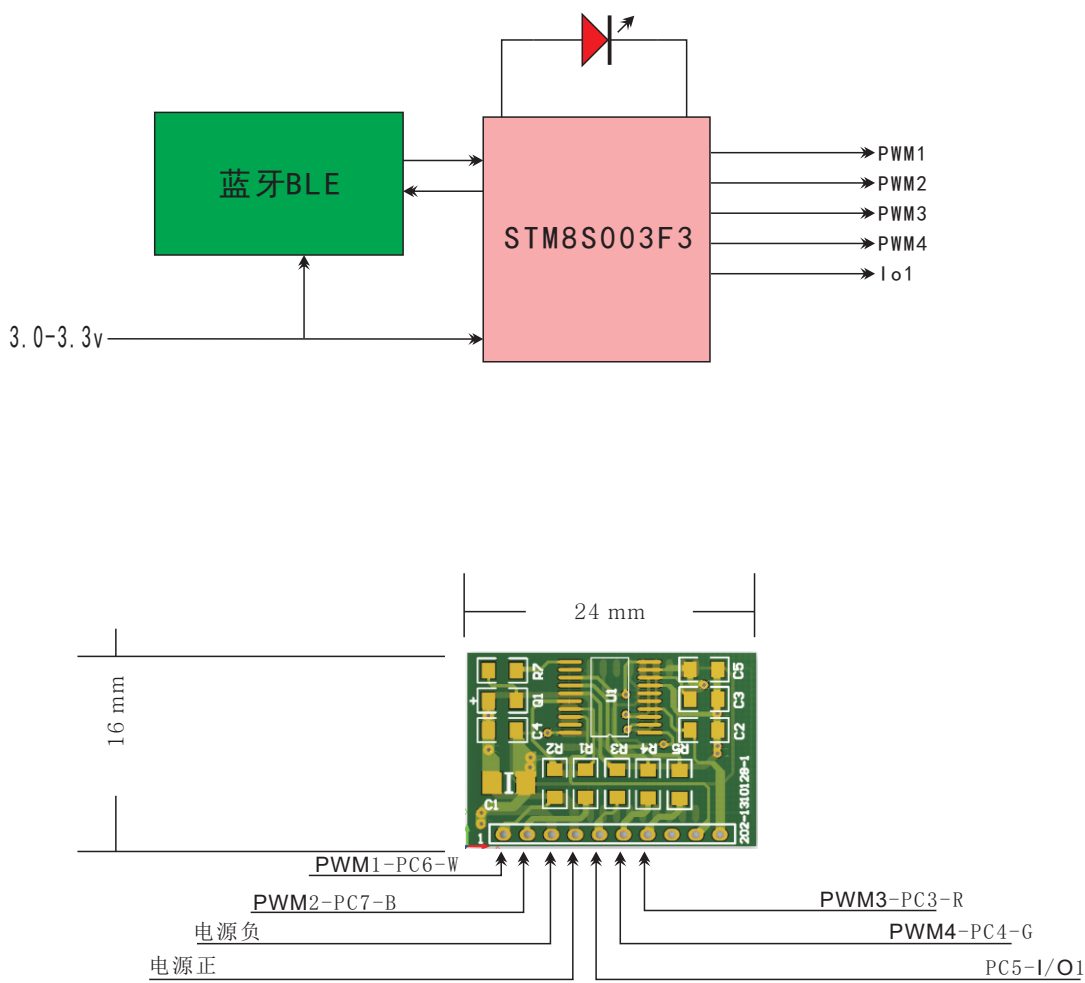 蓝牙BLE
STM8S003F3
PWM1
PWM2
PWM3
PWM4
Io1
3.0-3.3v
24 mm
16 mm
R7
Q1
C4
U1
C5
C3
C2
R2
R1
R3
R4
R5
C1
1
202-1310128-1
PWM1-PC6-W
PWM2-PC7-B
电源负
电源正
PWM3-PC3-R
PWM4-PC4-G
PC5-I/O1